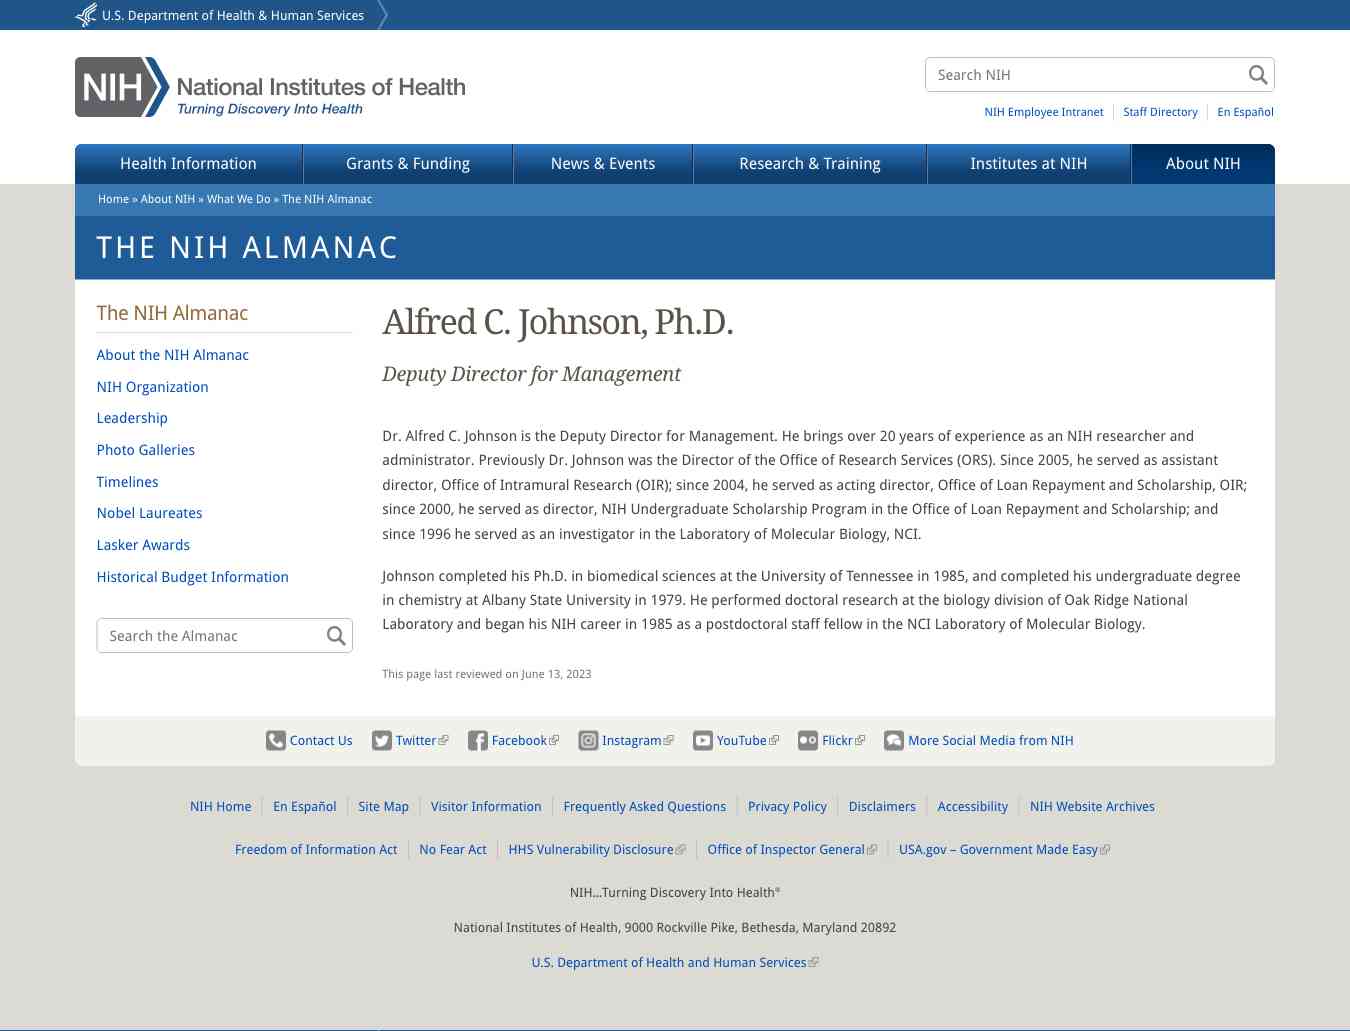 U.S. Department of Health & Human Services
NIH National Institutes of Health
Turning Discovery Into Health
Search NIH
NIH Employee Intranet Staff Directory En Español
Health Information Grants & Funding News & Events Research & Training Institutes at NIH About NIH
Home » About NIH » What We Do » The NIH Almanac
THE NIH ALMANAC
The NIH Almanac
About the NIH Almanac
NIH Organization
Leadership
Photo Galleries
Timelines
Nobel Laureates
Lasker Awards
Historical Budget Information
Search the Almanac
Alfred C. Johnson, Ph.D.
Deputy Director for Management
Dr. Alfred C. Johnson is the Deputy Director for Management. He brings over 20 years of experience as an NIH researcher and
administrator. Previously Dr. Johnson was the Director of the Office of Research Services (ORS). Since 2005, he served as assistant
director, Office of Intramural Research (OIR); since 2004, he served as acting director, Office of Loan Repayment and Scholarship, OIR;
since 2000, he served as director, NIH Undergraduate Scholarship Program in the Office of Loan Repayment and Scholarship; and
since 1996 he served as an investigator in the Laboratory of Molecular Biology, NCI.
Johnson completed his Ph.D. in biomedical sciences at the University of Tennessee in 1985, and completed his undergraduate degree
in chemistry at Albany State University in 1979. He performed doctoral research at the biology division of Oak Ridge National
Laboratory and began his NIH career in 1985 as a postdoctoral staff fellow in the NCI Laboratory of Molecular Biology.
This page last reviewed on June 13, 2023
Contact Us Twitter Facebook Instagram YouTube Flickr More Social Media from NIH
NIH Home En Español Site Map Visitor Information Frequently Asked Questions Privacy Policy Disclaimers Accessibility NIH Website Archives
Freedom of Information Act No Fear Act HHS Vulnerability Disclosure Office of Inspector General USA.gov – Government Made Easy
NIH...Turning Discovery Into Health®
National Institutes of Health, 9000 Rockville Pike, Bethesda, Maryland 20892
U.S. Department of Health and Human Services